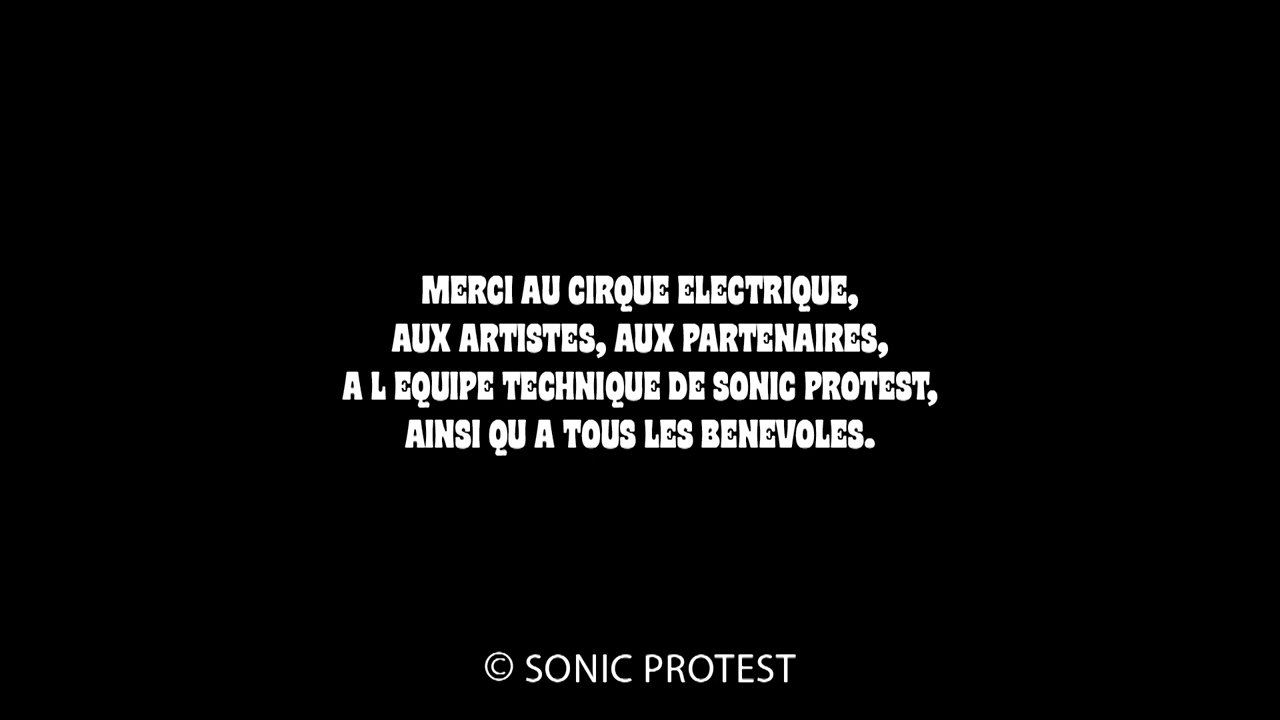 MERCI AU CIRQUE ELECTRIQUE,
AUX ARTISTES, AUX PARTENAIRES,
A L EQUIPE TECHNIQUE DE SONIC PROTEST,
AINSI QU A TOUS LES BENEVOLES.
© SONIC PROTEST